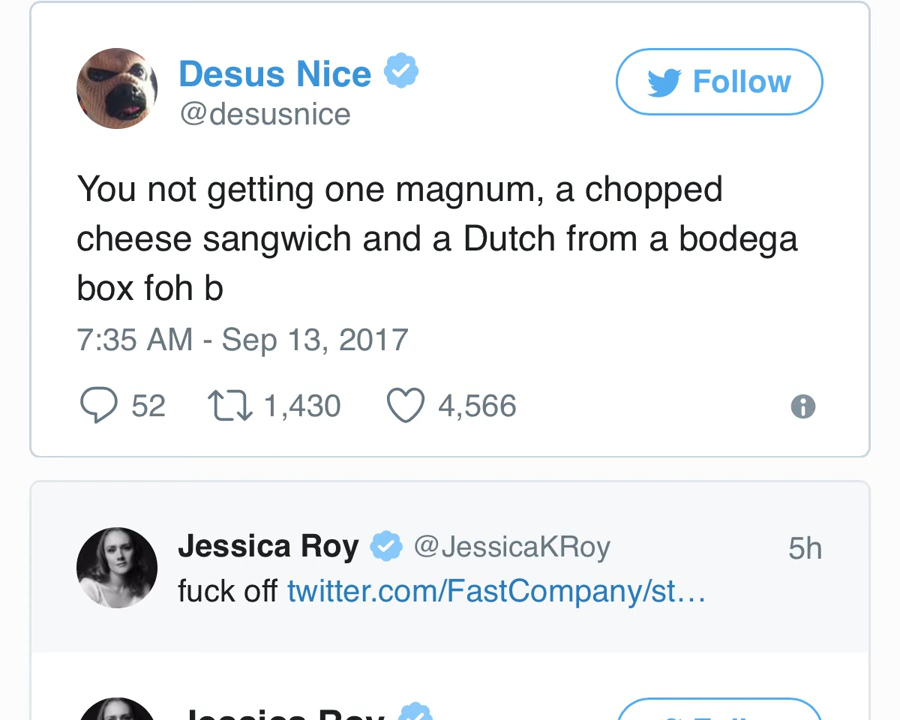 Desus Nice
@desusnice
Follow
You not getting one magnum, a chopped
cheese sangwich and a Dutch from a bodega
box foh b
7:35 AM - Sep 13, 2017
52 1,430 4,566
Jessica Roy @JessicaKRoy 5h
fuck off twitter.com/FastCompany/st…
Jessica Roy
Follow